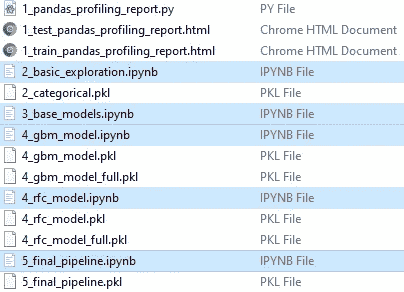 1_pandas_profiling_report.py PY File
1_test_pandas_profiling_report.html Chrome HTML Document
1_train_pandas_profiling_report.html Chrome HTML Document
2_basic_exploration.ipynb IPYNB File
2_categorical.pkl PKL File
3_base_models.ipynb IPYNB File
4_gbm_model.ipynb IPYNB File
4_gbm_model.pkl PKL File
4_gbm_model_full.pkl PKL File
4_rfc_model.ipynb IPYNB File
4_rfc_model.pkl PKL File
4_rfc_model_full.pkl PKL File
5_final_pipeline.ipynb IPYNB File
5_final_pipeline.pkl PKL File